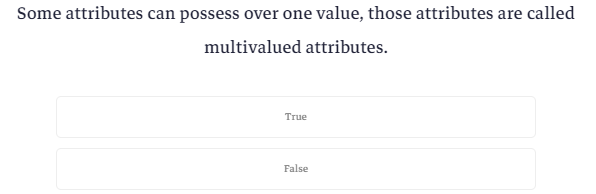 Some attributes can possess over one value, those attributes are called
multivalued attributes.
True
False